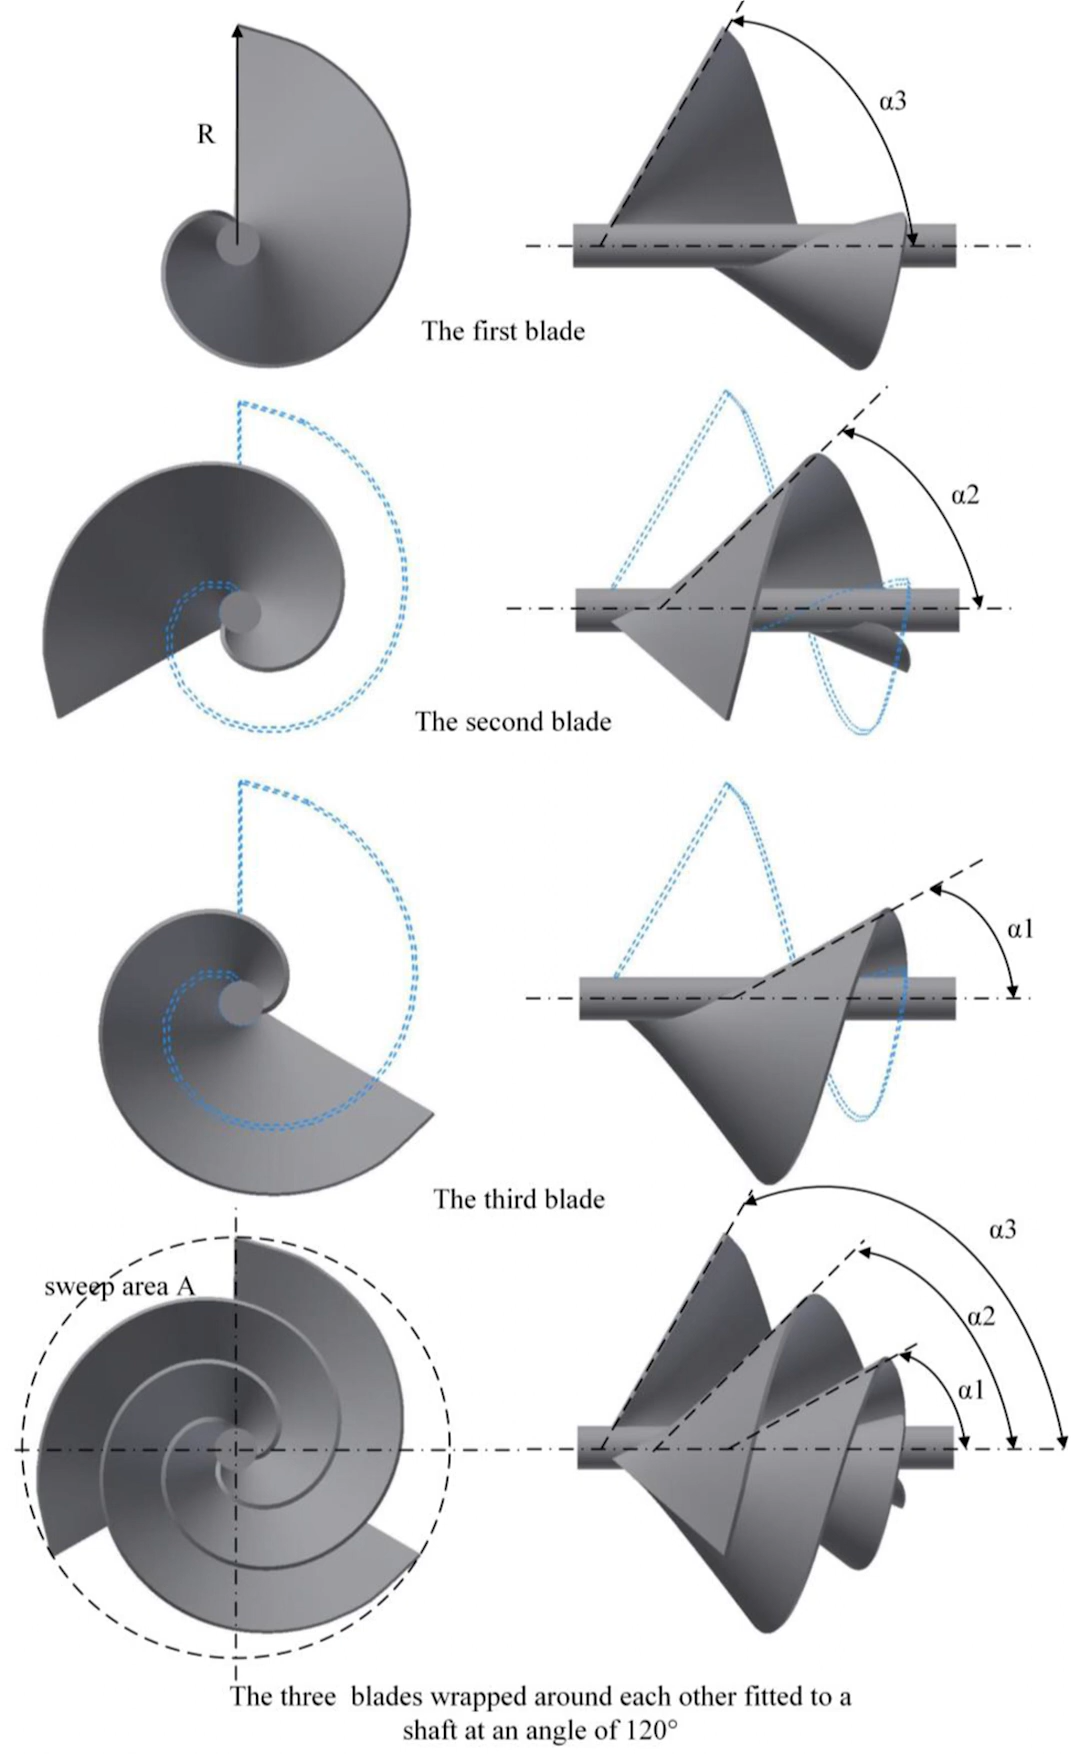 R
α3
The first blade
α2
The second blade
α1
The third blade
sweep area A
α3
α2
α1
The three blades wrapped around each other fitted to a
shaft at an angle of 120°